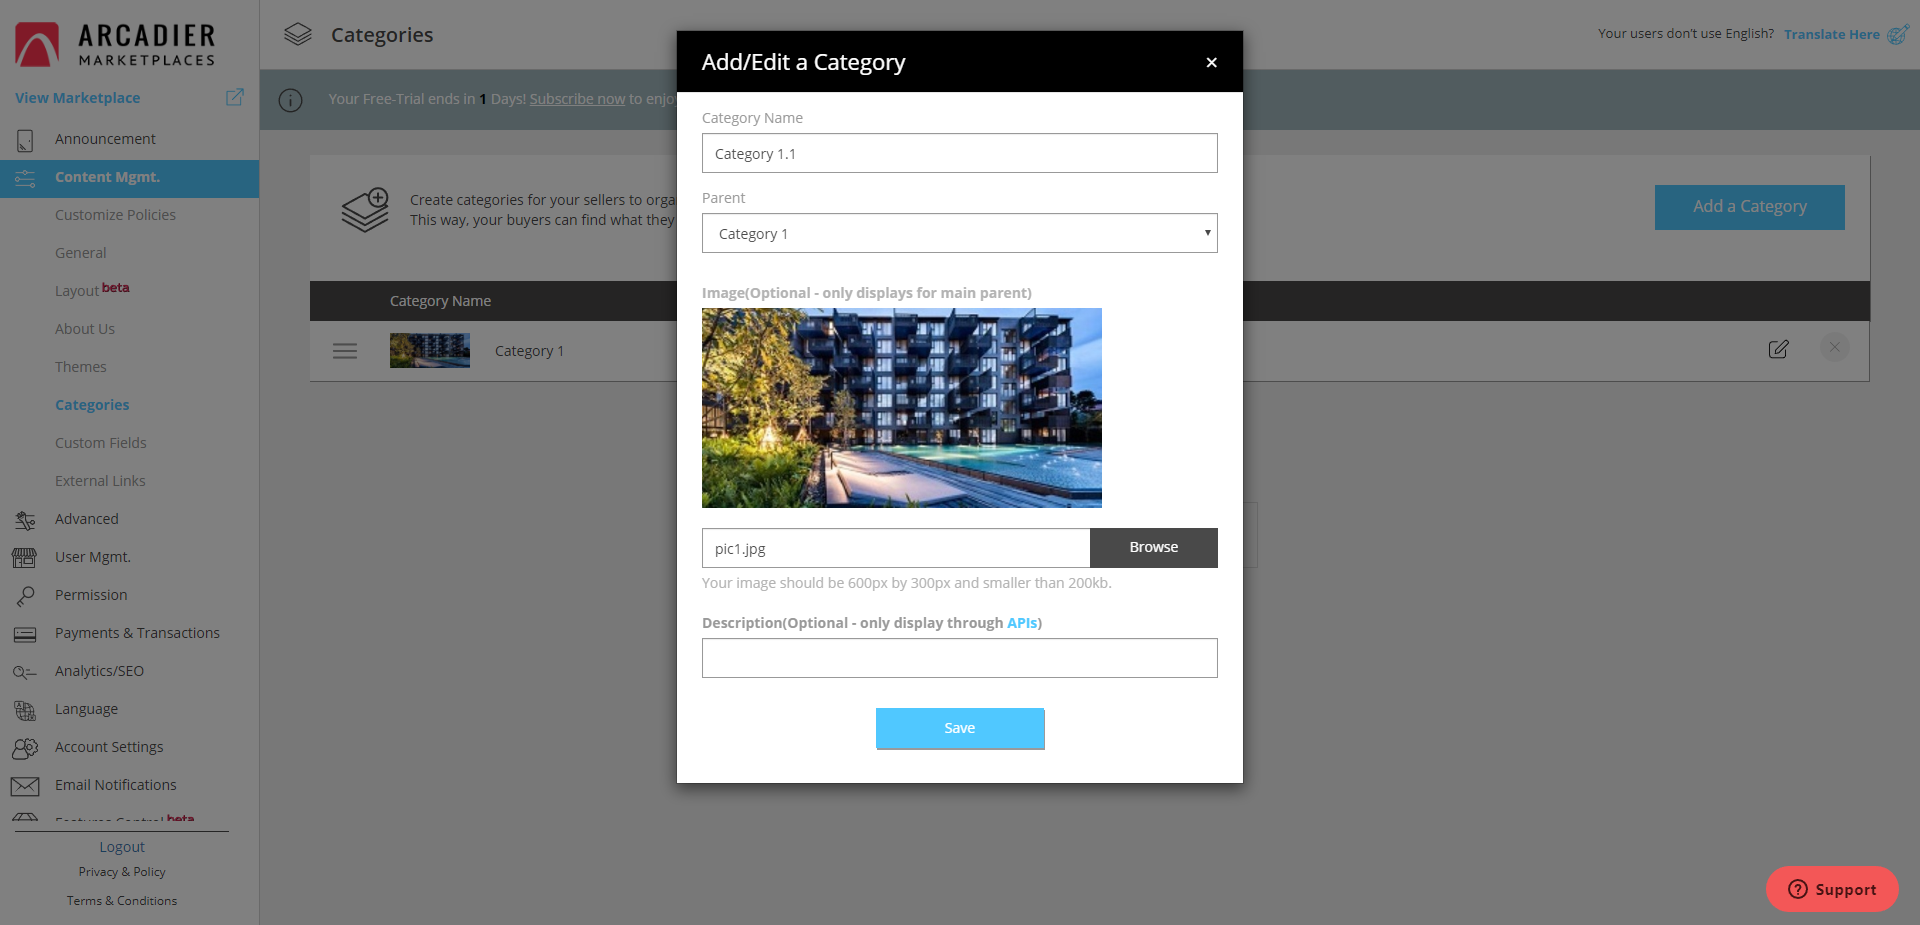 ARCADIER
MARKETPLACES
View Marketplace
Announcement
Content Mgmt.
Customize Policies
General
Layout beta
About Us
Themes
Categories
Custom Fields
External Links
Advanced
User Mgmt.
Permission
Payments & Transactions
Analytics/SEO
Language
Account Settings
Email Notifications
Features Control beta
Logout
Privacy & Policy
Terms & Conditions
Categories
Your users don't use English? Translate Here
Your Free-Trial ends in 1 Days! Subscribe now to enjoy
Create categories for your sellers to orga
This way, your buyers can find what they
Add a Category
Category Name
Category 1
Add/Edit a Category
×
Category Name
Category 1.1
Parent
Category 1
Image(Optional - only displays for main parent)
pic1.jpg
Browse
Your image should be 600px by 300px and smaller than 200kb.
Description(Optional - only display through APIs)
Save
Support